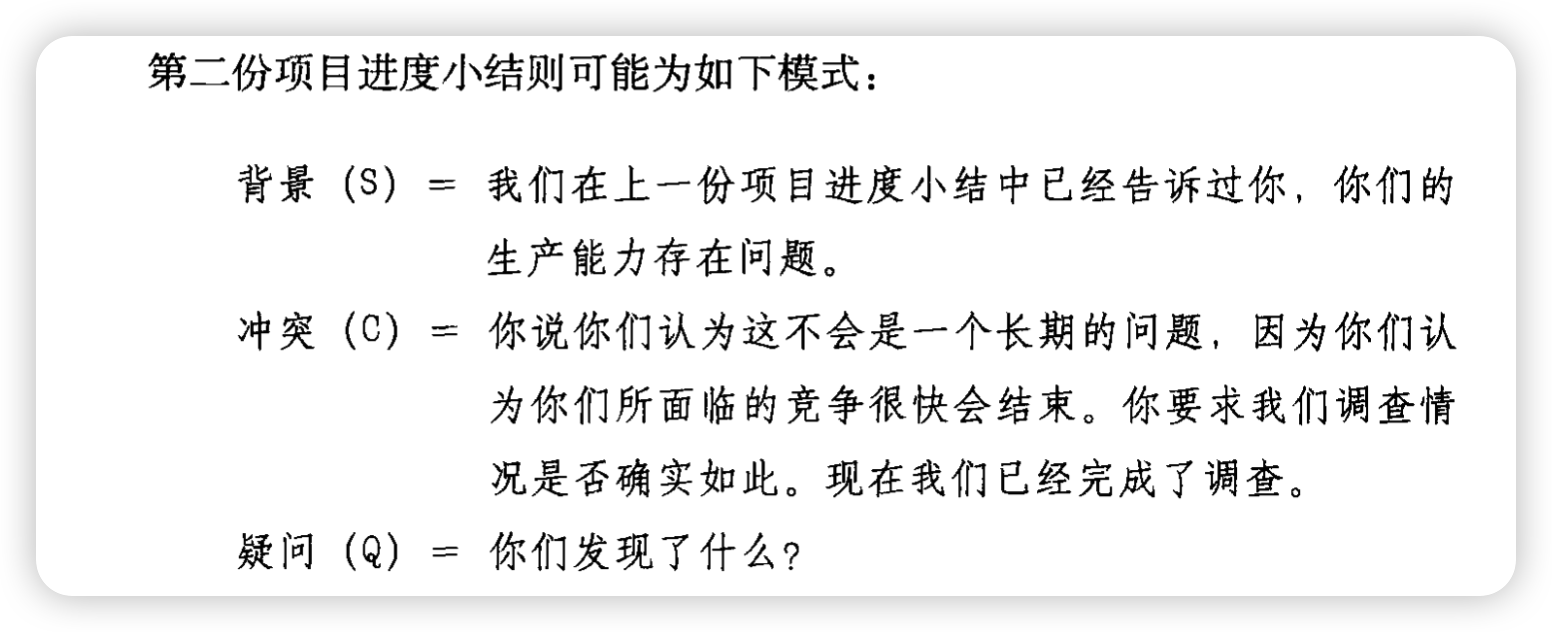 第二份项目进度小结则可能为如下模式：
背景（S）= 我们在上一份项目进度小结中已经告诉过你，你们的
生产能力存在问题。
冲突（C）= 你说你们认为这不会是一个长期的问题，因为你们认
为你们所面临的竞争很快会结束。你要求我们调查情
况是否确实如此。现在我们已经完成了调查。
疑问（Q）= 你们发现了什么？